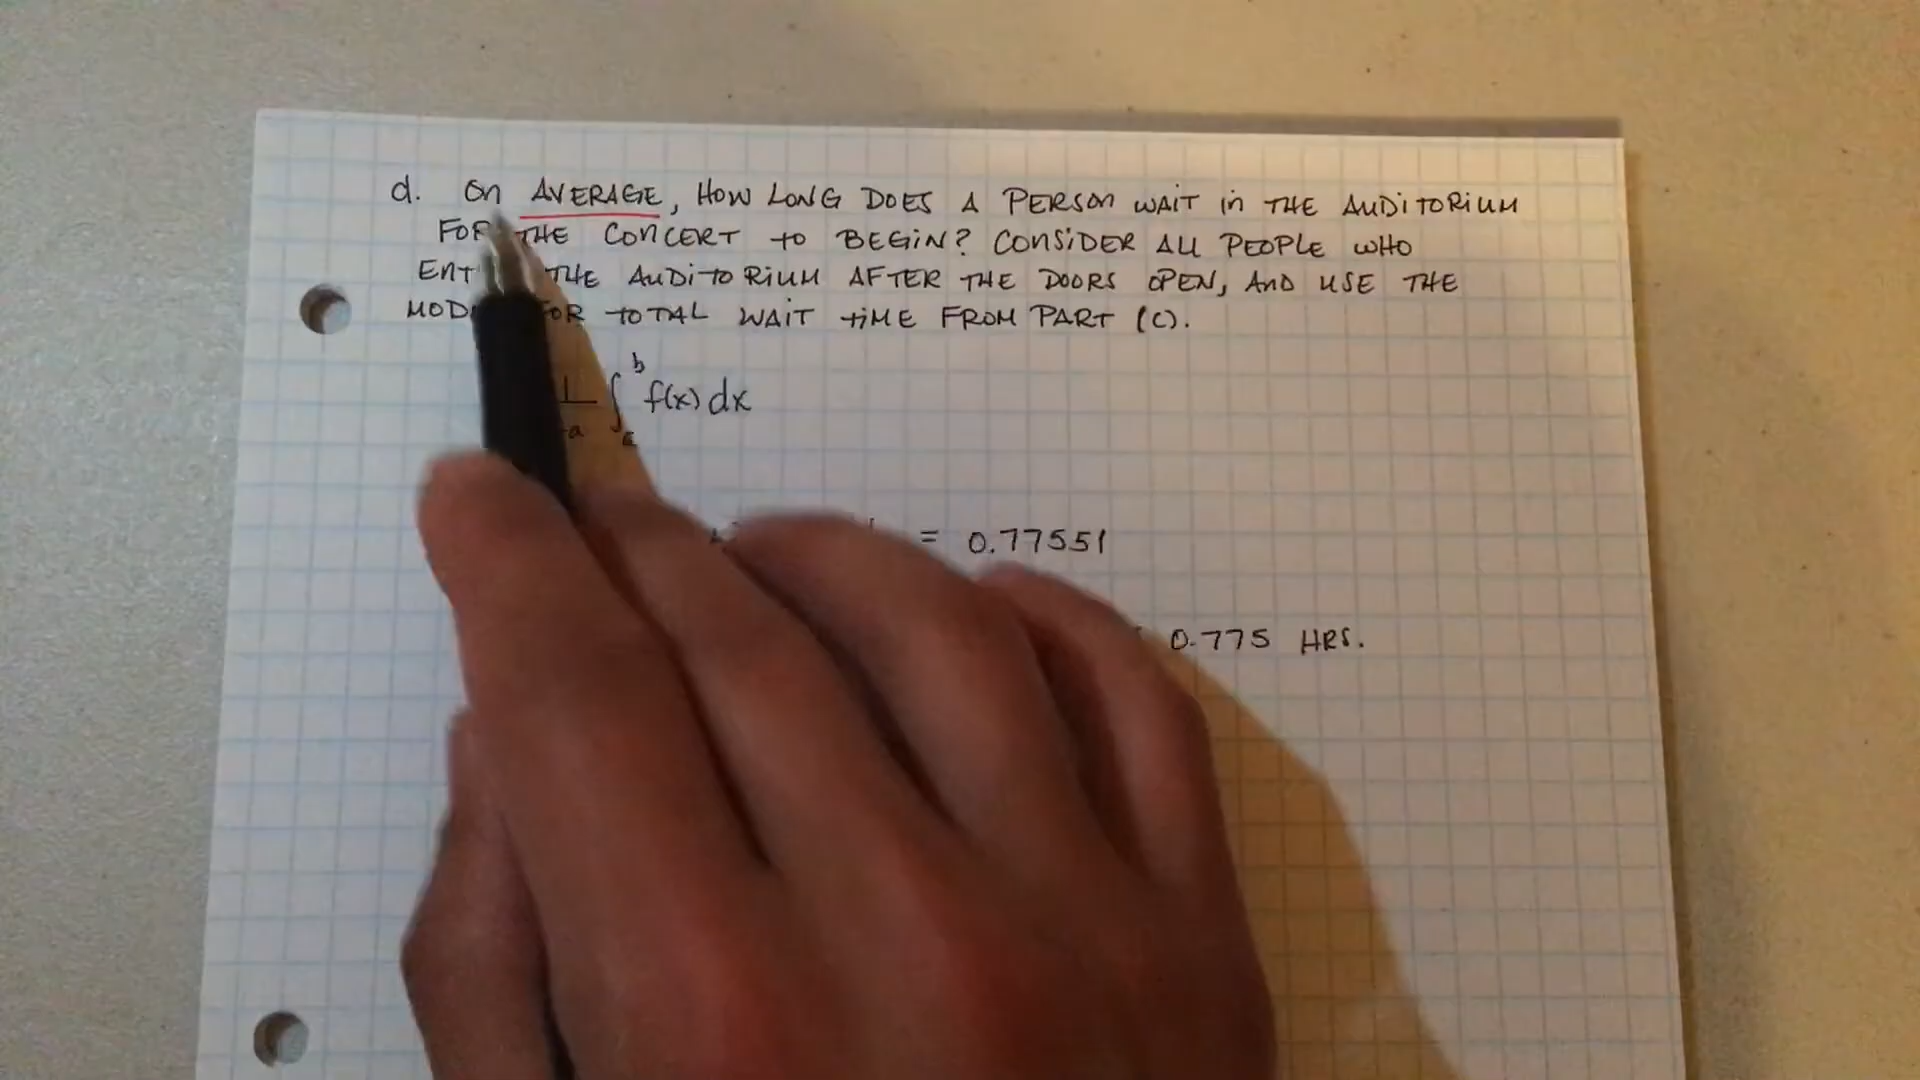 d. On AVERAGE, HOW LONG DOES A PERSON WAIT in THE AUDITORIUM
FOR THE CONCERT to BEGIN? CONSIDER ALL PEOPLE WHO
THE AUDITORIUM AFTER THE DOORS OPEN, AND USE THE
FOR TOTAL WAIT TIME FROM PART (C).
∫ b f(x) dx
= 0.77551
0.775 HRS.